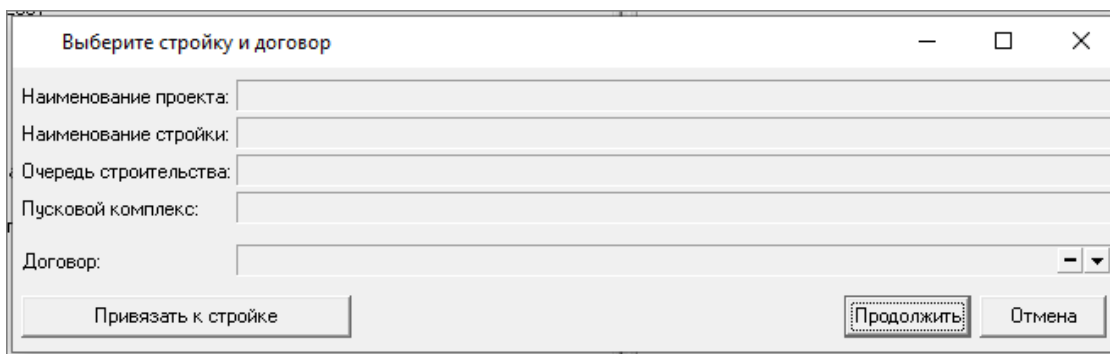 Выберите стройку и договор
Наименование проекта:
Наименование стройки:
Очередь строительства:
Пусковой комплекс:
Договор:
Привязать к стройке Продолжить Отмена